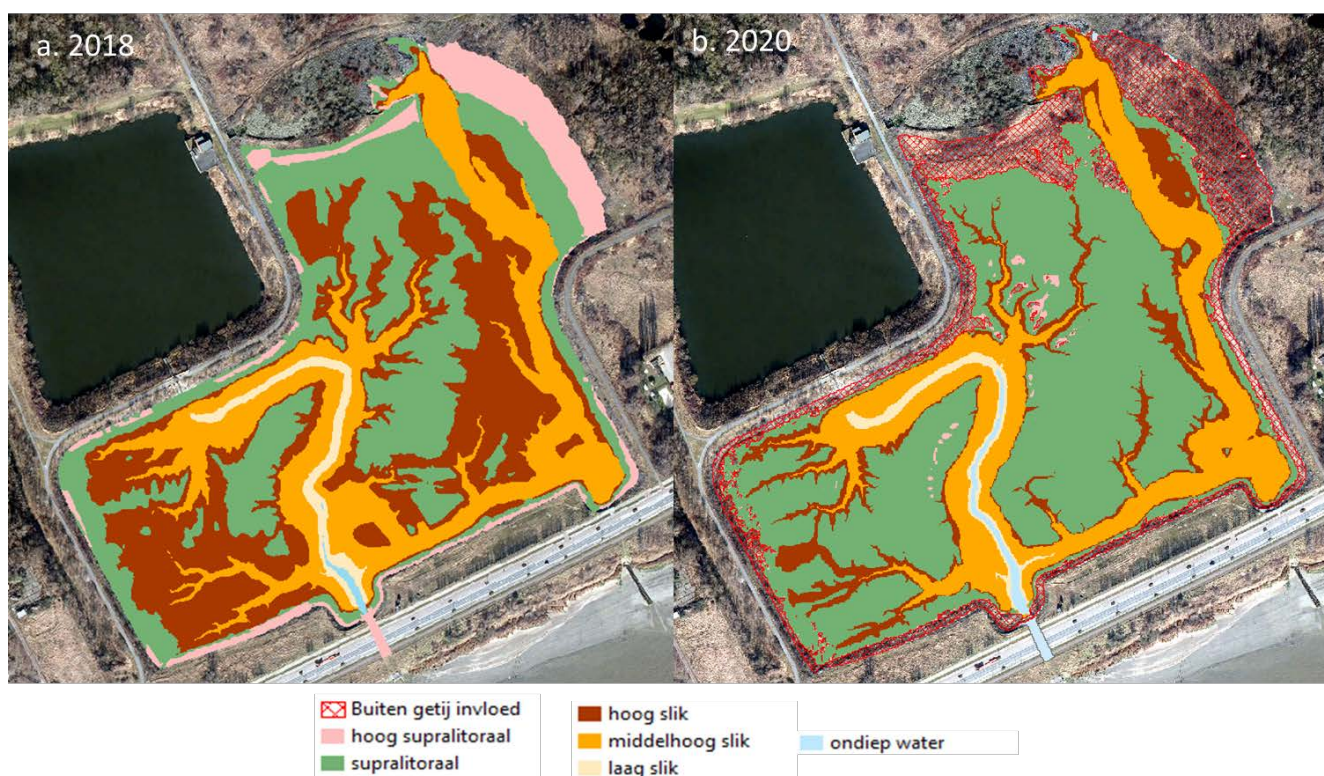 a. 2018
b. 2020
Buiten getij invloed
hoog supralitoraal
supralitoraal
hoog slik
middelhoog slik
laag slik
ondiep water